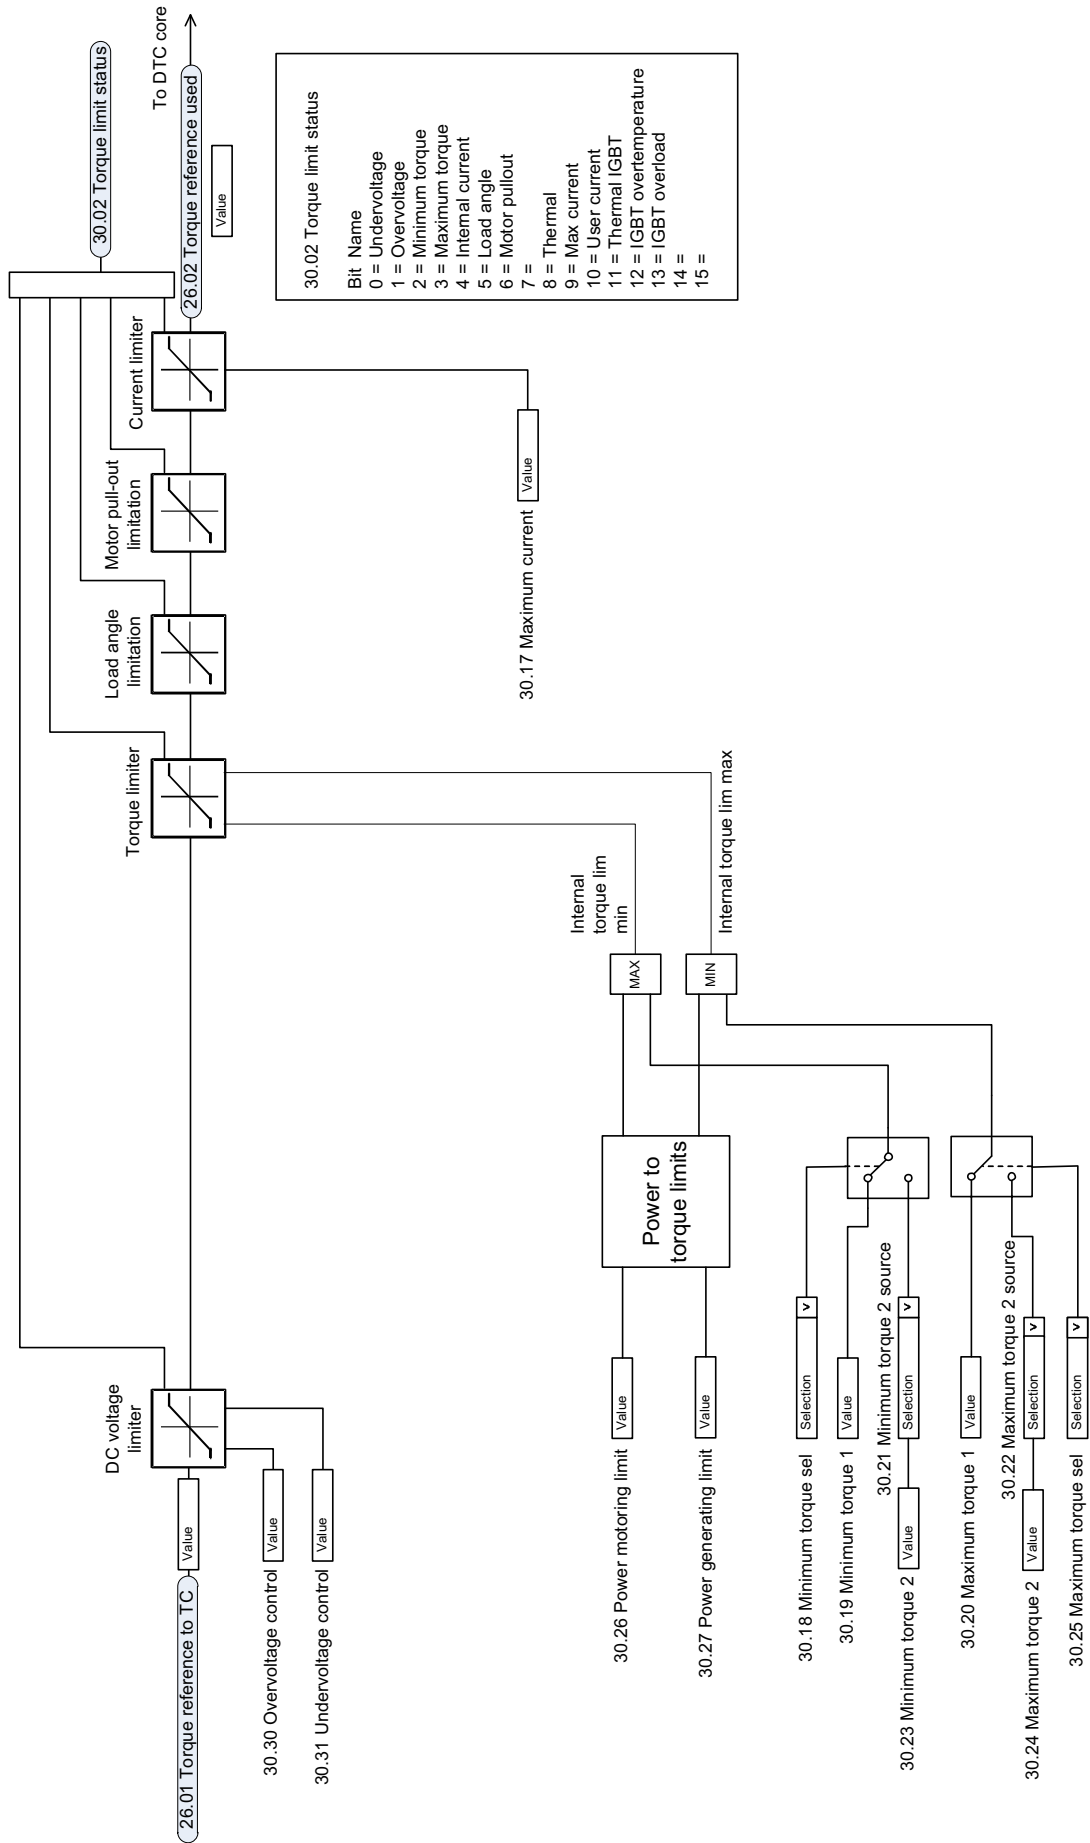 26.01 Torque reference to TC
Value
30.30 Overvoltage control
Value
30.31 Undervoltage control
Value
DC voltage
limiter
Torque limiter
Load angle
limitation
Motor pull-out
limitation
Current limiter
30.02 Torque limit status
To DTC core
26.02 Torque reference used
Value
30.17 Maximum current
Value
30.02 Torque limit status
Bit Name
0 = Undervoltage
1 = Overvoltage
2 = Minimum torque
3 = Maximum torque
4 = Internal current
5 = Load angle
6 = Motor pullout
7 =
8 = Thermal
9 = Max current
10 = User current
11 = Thermal IGBT
12 = IGBT overtemperature
13 = IGBT overload
14 =
15 =
30.26 Power motoring limit
Value
30.27 Power generating limit
Value
Power to
torque limits
MAX
MIN
Internal
torque lim
min
Internal torque lim max
30.18 Minimum torque sel
Selection
v
30.19 Minimum torque 1
Value
30.21 Minimum torque 2 source
30.23 Minimum torque 2
Value
Selection
v
30.20 Maximum torque 1
Value
30.22 Maximum torque 2 source
30.24 Maximum torque 2
Value
Selection
v
30.25 Maximum torque sel
Selection
v